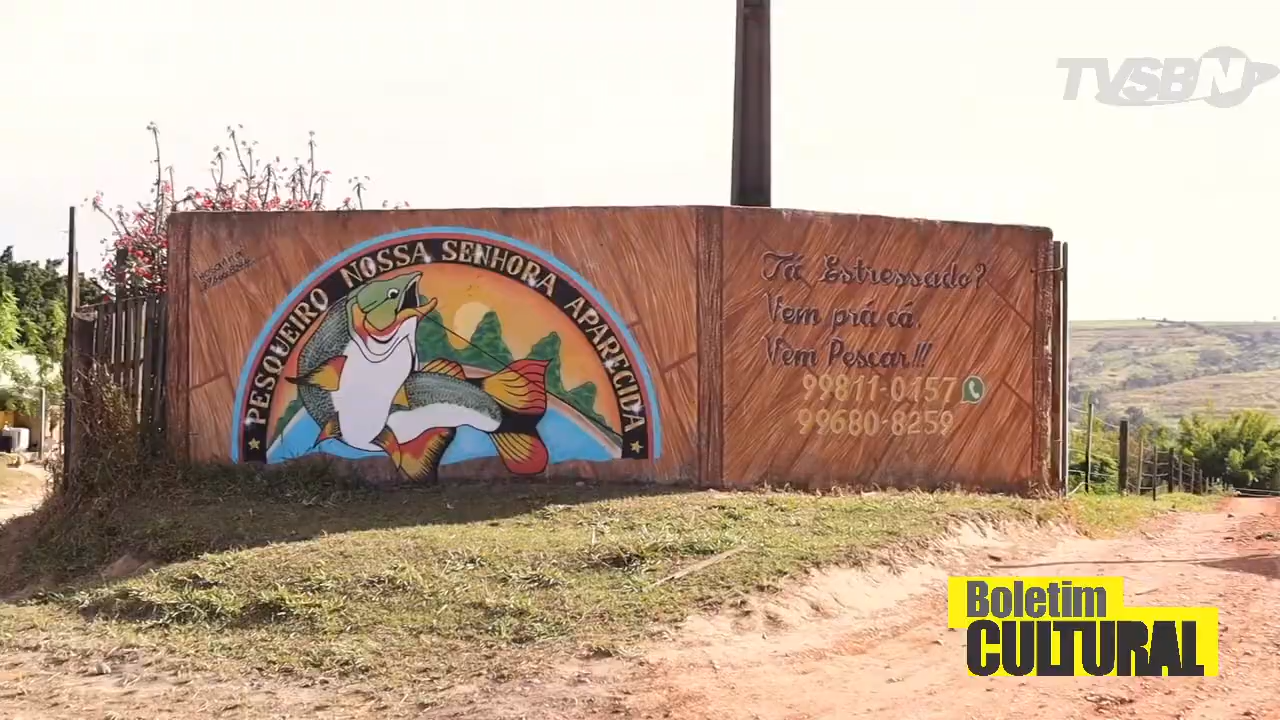 TVSBN
PESQUEIRO NOSSA SENHORA APARECIDA
Tá Estressado?
Vem prá cá.
Vem Pescar!!!
99811-0157
99680-8259
Boletim
CULTURAL